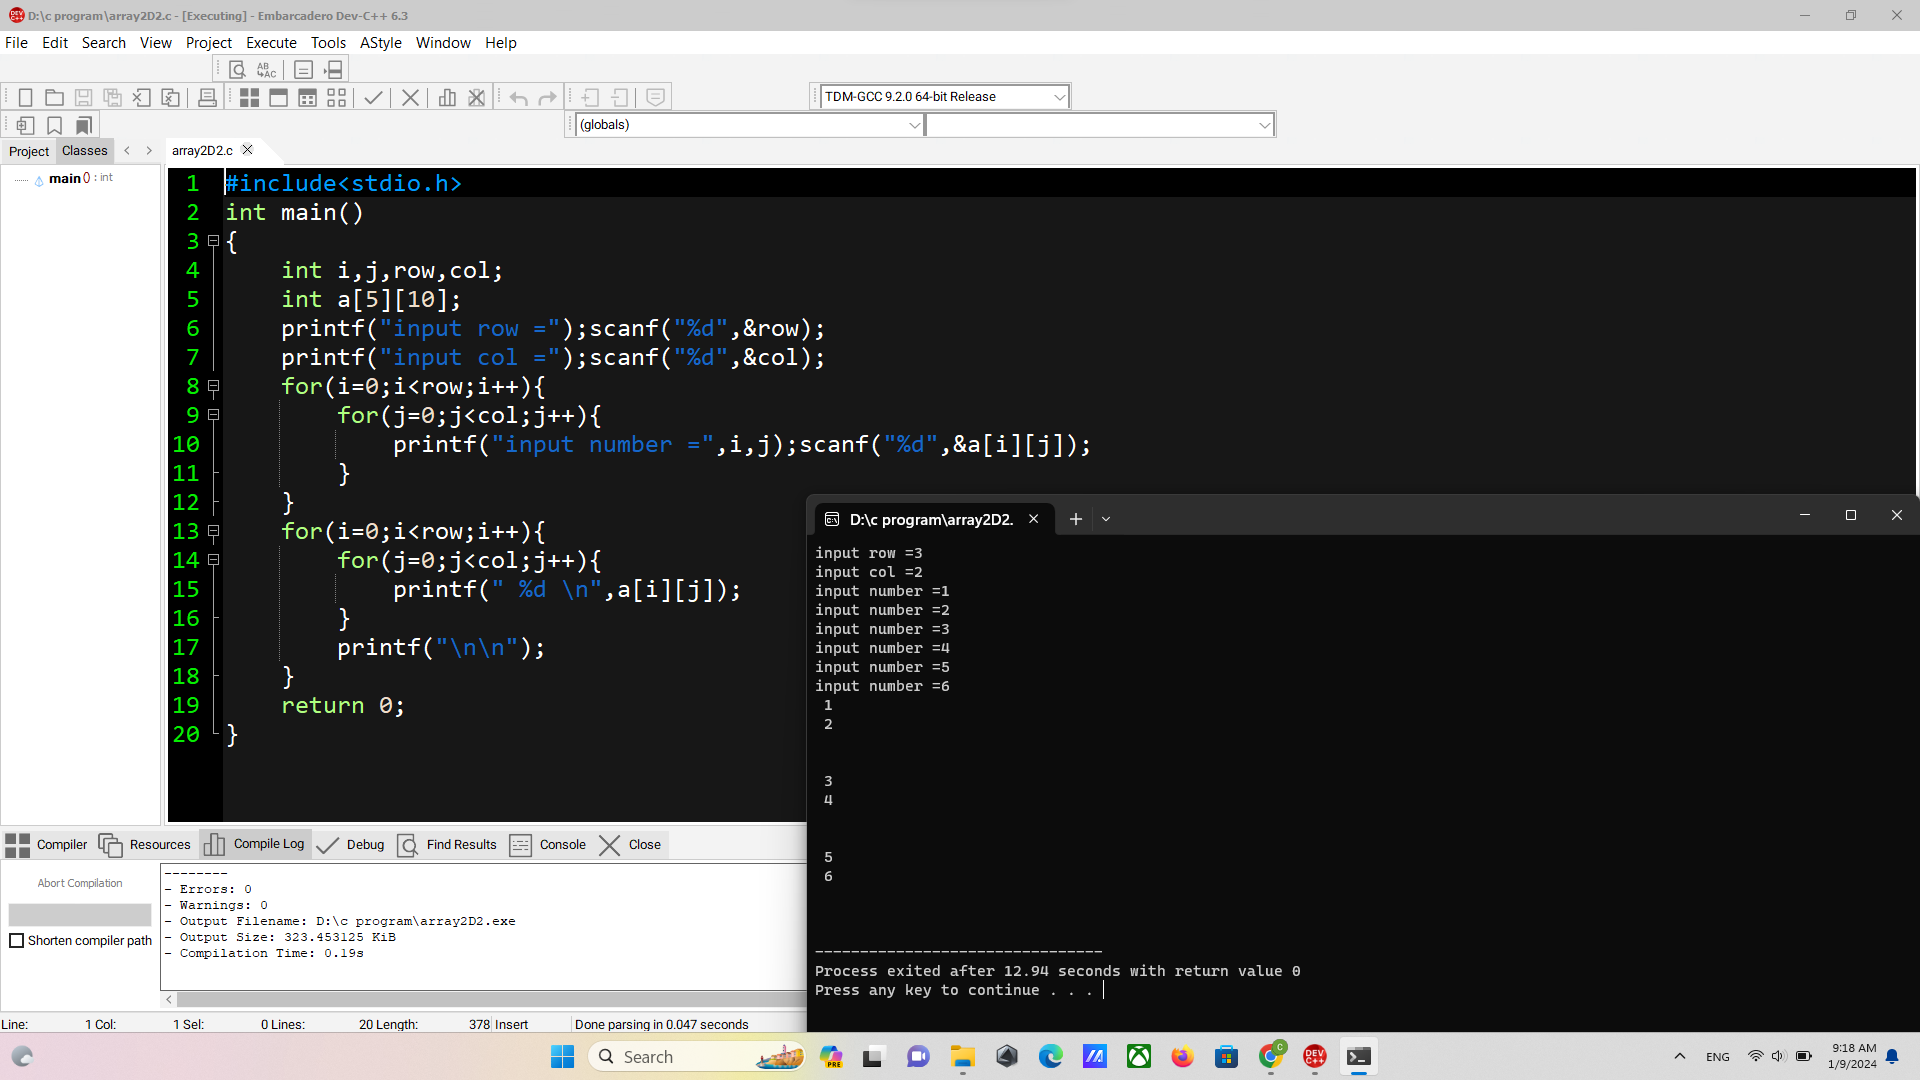 D:\c program\array2D2.c - [Executing] - Embarcadero Dev-C++ 6.3
File Edit Search View Project Execute Tools AStyle Window Help
TDM-GCC 9.2.0 64-bit Release
(globals)
Project Classes
array2D2.c
main() : int
1 #include<stdio.h>
2 int main()
3 {
4     int i,j,row,col;
5     int a[5][10];
6     printf("input row =");scanf("%d",&row);
7     printf("input col =");scanf("%d",&col);
8     for(i=0;i<row;i++){
9         for(j=0;j<col;j++){
10             printf("input number =",i,j);scanf("%d",&a[i][j]);
11         }
12     }
13     for(i=0;i<row;i++){
14         for(j=0;j<col;j++){
15             printf(" %d \n",a[i][j]);
16         }
17         printf("\n\n");
18     }
19     return 0;
20 }
D:\c program\array2D2.
input row =3
input col =2
input number =1
input number =2
input number =3
input number =4
input number =5
input number =6
1
2
3
4
5
6
--------------------------------
Process exited after 12.94 seconds with return value 0
Press any key to continue . . .
Compiler Resources Compile Log Debug Find Results Console Close
Abort Compilation
Shorten compiler path
--------
- Errors: 0
- Warnings: 0
- Output Filename: D:\c program\array2D2.exe
- Output Size: 323.453125 KiB
- Compilation Time: 0.19s
Line: 1 Col: 1 Sel: 0 Lines: 20 Length: 378 Insert Done parsing in 0.047 seconds
Search
PRE
C
DEV C++
ENG
9:18 AM
1/9/2024